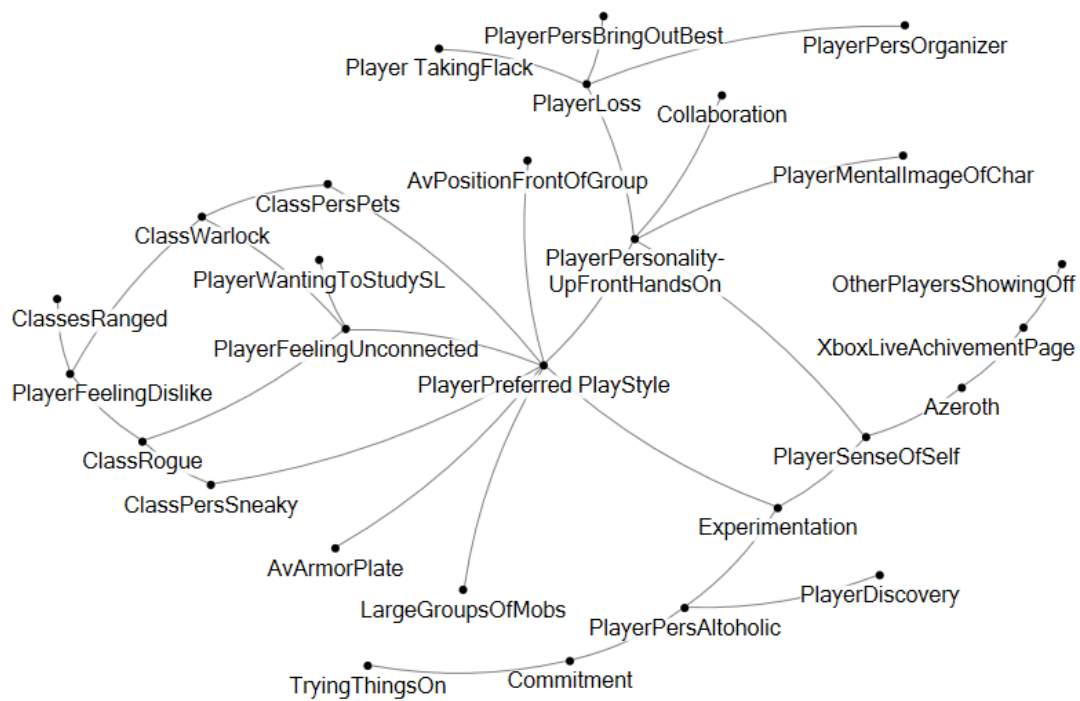 PlayerPersBringOutBest
PlayerPersOrganizer
Player TakingFlack
PlayerLoss
Collaboration
PlayerMentalImageOfChar
AvPositionFrontOfGroup
ClassPersPets
ClassWarlock
PlayerPersonality-
UpFrontHandsOn
PlayerWantingToStudySL
OtherPlayersShowingOff
ClassesRanged
PlayerFeelingUnconnected
XboxLiveAchivementPage
PlayerPreferred PlayStyle
PlayerFeelingDislike
Azeroth
ClassRogue
PlayerSenseOfSelf
ClassPersSneaky
Experimentation
AvArmorPlate
LargeGroupsOfMobs
PlayerDiscovery
PlayerPersAltoholic
Commitment
TryingThingsOn